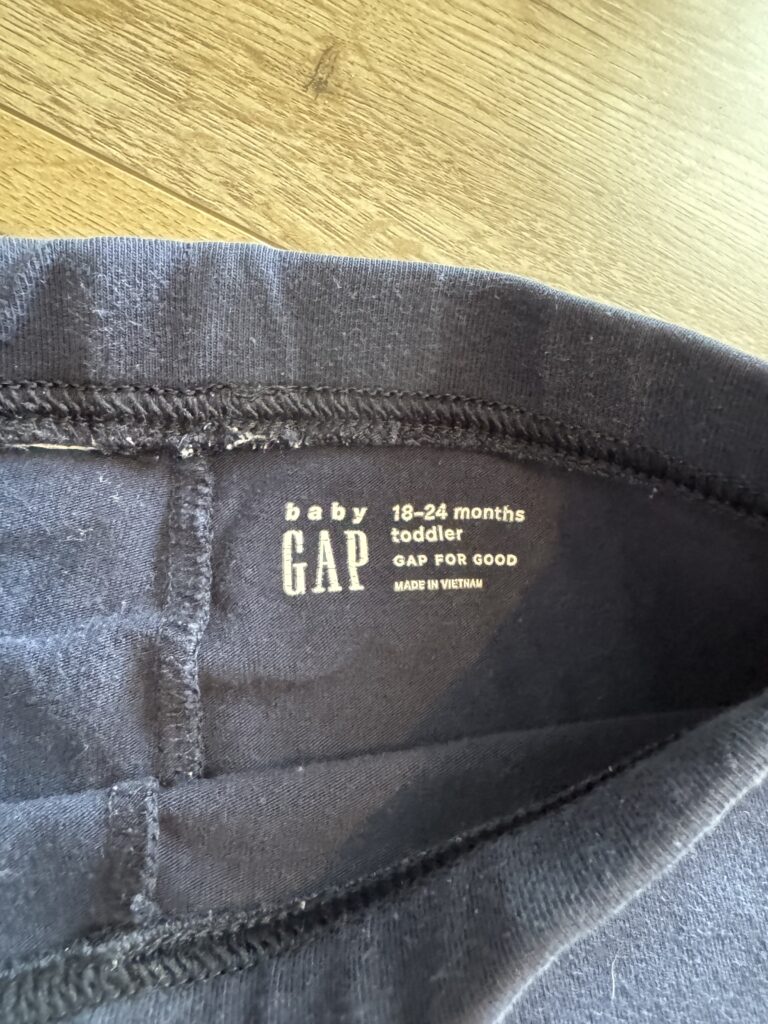 baby
GAP
18–24 months
toddler
GAP FOR GOOD
MADE IN VIETNAM